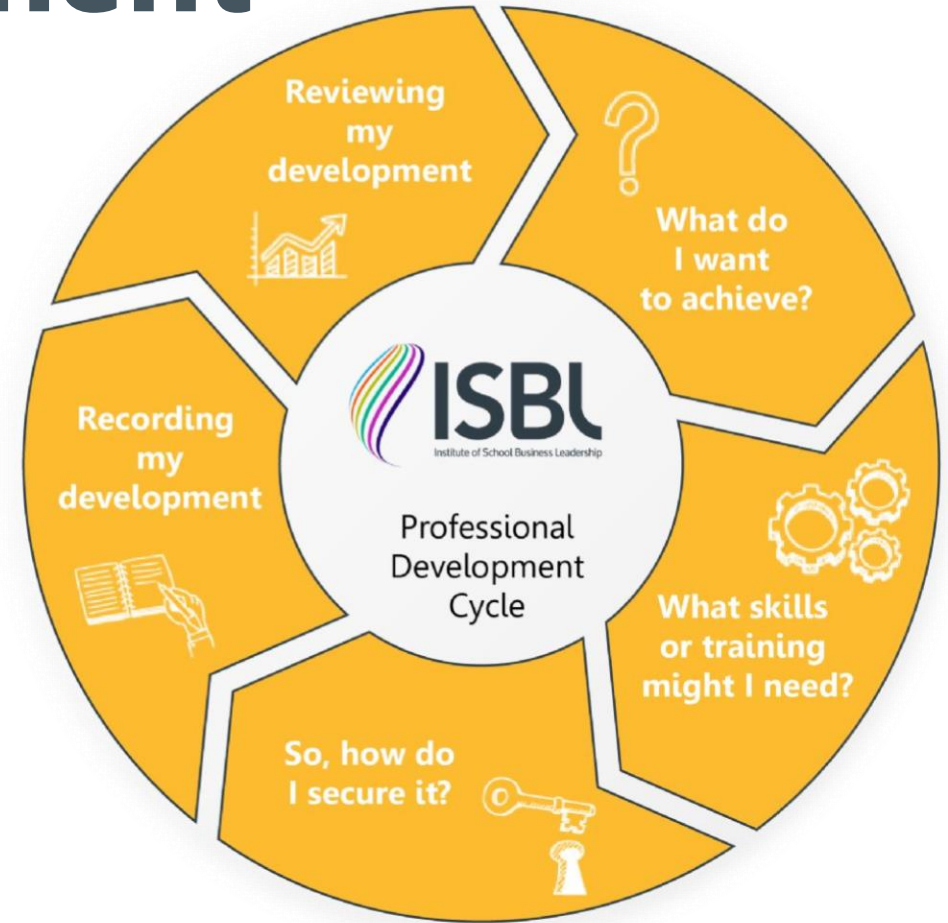 Reviewing
my
development
?
What do
I want
to achieve?
What skills
or training
might I need?
So, how do
I secure it?
Recording
my
development
ISBL
Institute of School Business Leadership
Professional
Development
Cycle